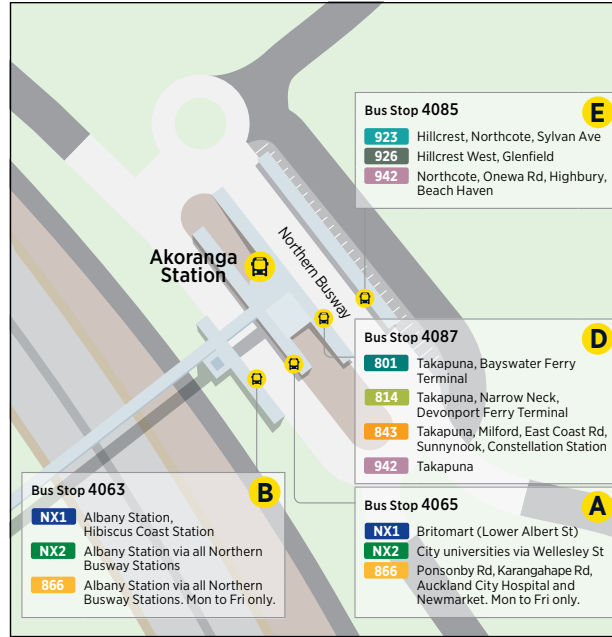 Bus Stop 4085
E
923 Hillcrest, Northcote, Sylvan Ave
926 Hillcrest West, Glenfield
942 Northcote, Onewa Rd, Highbury,
Beach Haven
Akoranga
Station
Northern Busway
Bus Stop 4087
D
801 Takapuna, Bayswater Ferry
Terminal
814 Takapuna, Narrow Neck,
Devonport Ferry Terminal
843 Takapuna, Milford, East Coast Rd,
Sunnynook, Constellation Station
942 Takapuna
Bus Stop 4063
B
NX1 Albany Station,
Hibiscus Coast Station
NX2 Albany Station via all Northern
Busway Stations
866 Albany Station via all Northern
Busway Stations. Mon to Fri only.
Bus Stop 4065
A
NX1 Britomart (Lower Albert St)
NX2 City universities via Wellesley St
866 Ponsonby Rd, Karangahape Rd,
Auckland City Hospital and
Newmarket. Mon to Fri only.